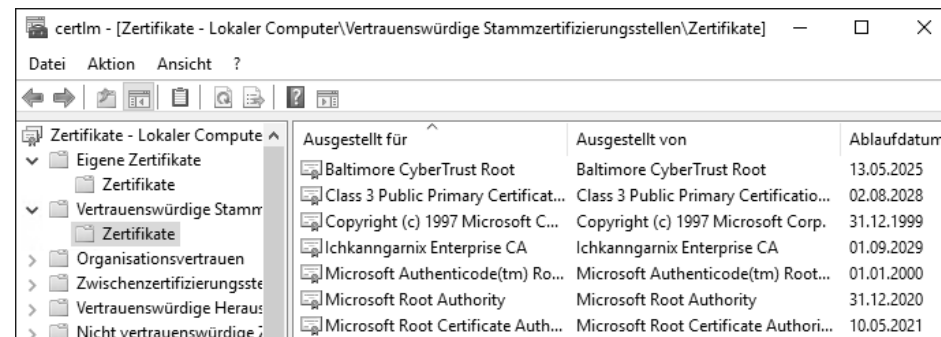 certlm - [Zertifikate - Lokaler Computer\Vertrauenswürdige Stammzertifizierungsstellen\Zertifikate]
Datei Aktion Ansicht ?
Zertifikate - Lokaler Compute
Eigene Zertifikate
Zertifikate
Vertrauenswürdige Stamm
Zertifikate
Organisationsvertrauen
Zwischenzertifizierungsste
Vertrauenswürdige Heraus
Nicht vertrauenswürdige Z
Ausgestellt für Ausgestellt von Ablaufdatum
Baltimore CyberTrust Root Baltimore CyberTrust Root 13.05.2025
Class 3 Public Primary Certificat... Class 3 Public Primary Certificatio... 02.08.2028
Copyright (c) 1997 Microsoft C... Copyright (c) 1997 Microsoft Corp. 31.12.1999
Ichkanngarnix Enterprise CA Ichkanngarnix Enterprise CA 01.09.2029
Microsoft Authenticode(tm) Ro... Microsoft Authenticode(tm) Root... 01.01.2000
Microsoft Root Authority Microsoft Root Authority 31.12.2020
Microsoft Root Certificate Auth... Microsoft Root Certificate Authori... 10.05.2021